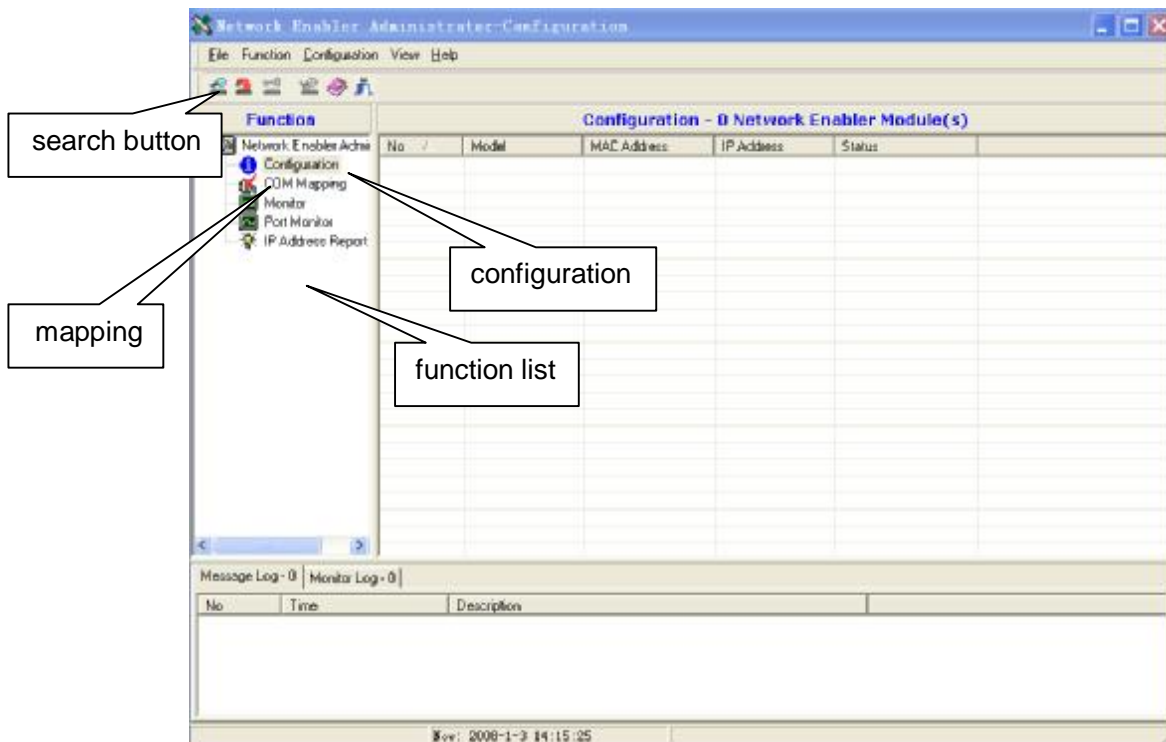 Network Enabler Administrator-Configuration
File Function Configuration View Help
search button
Function
Configuration - 0 Network Enabler Module(s)
Network Enabler Admi
No / Model MAC Address IP Address Status
Configuration
COM Mapping
Monitor
Port Monitor
IP Address Report
configuration
mapping
function list
Message Log - 0 Monitor Log - 0
No Time Description
Now: 2008-1-3 14:15:25